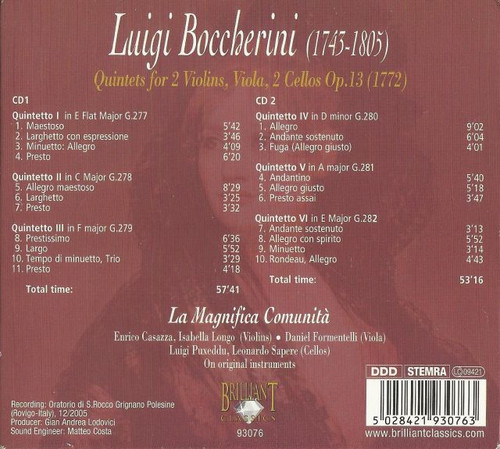 Luigi Boccherini (1743-1805)
Quintets for 2 Violins, Viola, 2 Cellos Op.13 (1772)
CD1
Quintetto I in E Flat Major G.277
1. Maestoso 5'42
2. Larghetto con espressione 3'46
3. Minuetto: Allegro 4'09
4. Presto 6'20
Quintetto II in C Major G.278
5. Allegro maestoso 8'29
6. Larghetto 3'25
7. Presto 3'32
Quintetto III in F major G.279
8. Prestissimo 6'36
9. Largo 5'52
10. Tempo di minuetto, Trio 3'29
11. Presto 4'18
Total time: 57'41
CD 2
Quintetto IV in D minor G.280
1. Allegro 9'02
2. Andante sostenuto 6'04
3. Fuga (Allegro giusto) 4'01
Quintetto V in A major G.281
4. Andantino 5'40
5. Allegro giusto 5'18
6. Presto assai 3'47
Quintetto VI in E Major G.282
7. Andante sostenuto 3'13
8. Allegro con spirito 5'52
9. Minuetto 5'14
10. Rondeau, Allegro 4'43
Total time: 53'16
La Magnifica Comunità
Enrico Casazza, Isabella Longo (Violins) • Daniel Formentelli (Viola)
Luigi Puxeddu, Leonardo Sapere (Cellos)
On original instruments
BRILLIANT
CLASSICS
93076
Recording: Oratorio di S.Rocco Grignano Polesine
(Rovigo-Italy), 12/2005
Producer: Gian Andrea Lodovici
Sound Engineer: Matteo Costa
DDD STEMRA LC09421
5 028421 930763
www.brilliantclassics.com